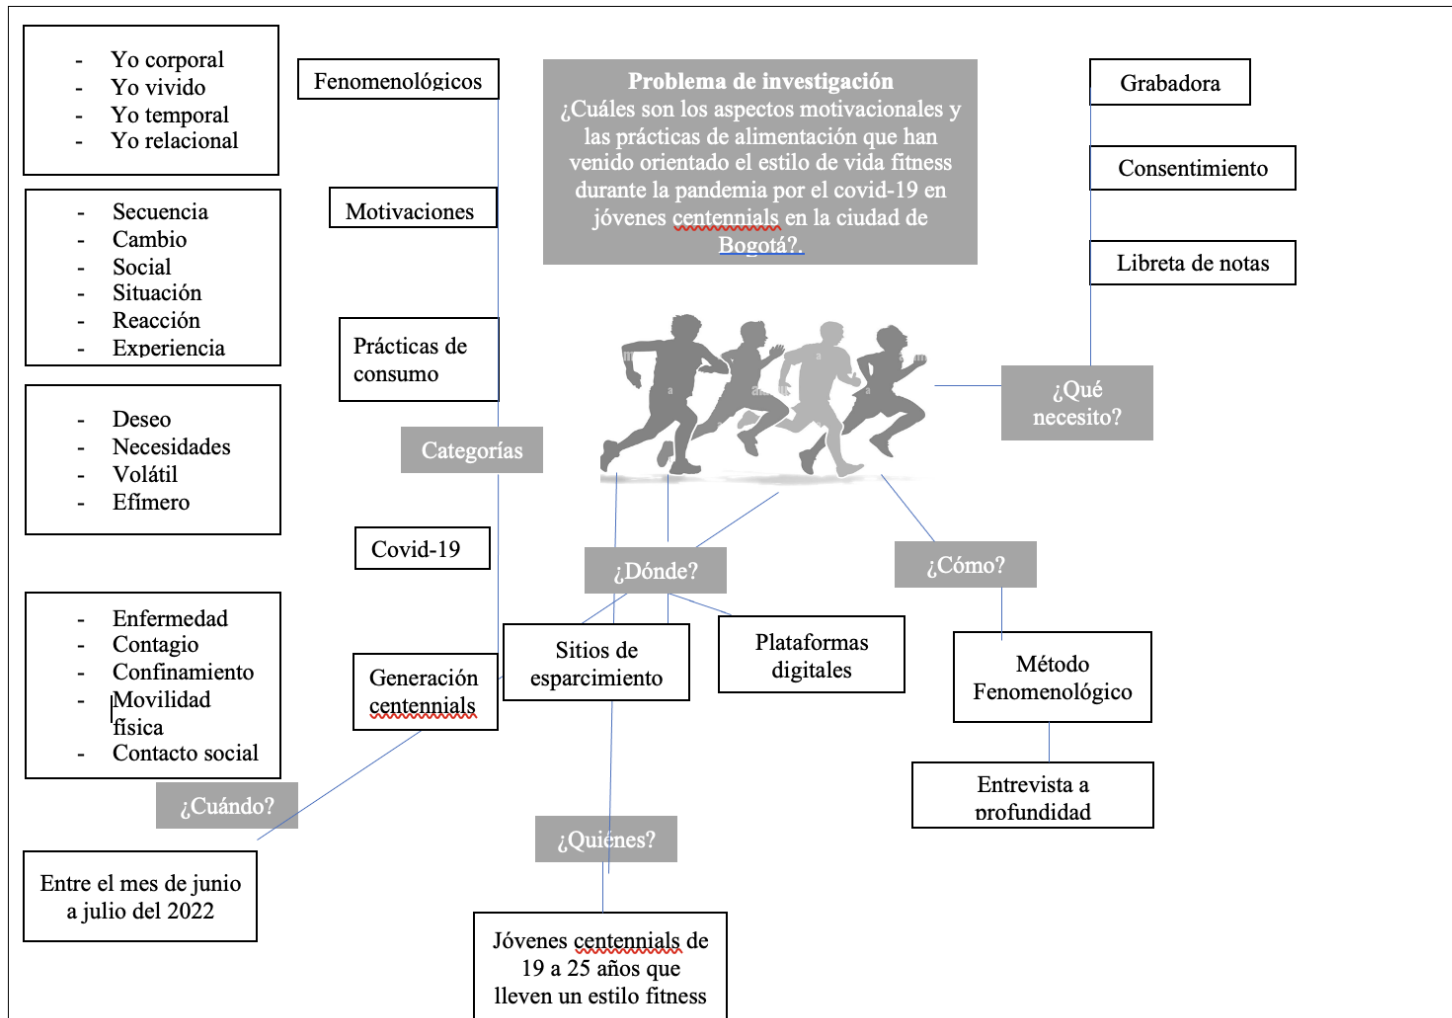 - Yo corporal
- Yo vivido
- Yo temporal
- Yo relacional
- Secuencia
- Cambio
- Social
- Situación
- Reacción
- Experiencia
- Deseo
- Necesidades
- Volátil
- Efímero
- Enfermedad
- Contagio
- Confinamiento
- Movilidad
física
- Contacto social
¿Cuándo?
Entre el mes de junio
a julio del 2022
Fenomenológicos
Motivaciones
Prácticas de
consumo
Categorías
Covid-19
Generación
centennials
Problema de investigación
¿Cuáles son los aspectos motivacionales y
las prácticas de alimentación que han
venido orientado el estilo de vida fitness
durante la pandemia por el covid-19 en
jóvenes centennials en la ciudad de
Bogotá?.
¿Dónde?
Sitios de
esparcimiento
Plataformas
digitales
¿Quiénes?
Jóvenes centennials de
19 a 25 años que
lleven un estilo fitness
Grabadora
Consentimiento
Libreta de notas
¿Qué
necesito?
¿Cómo?
Método
Fenomenológico
Entrevista a
profundidad